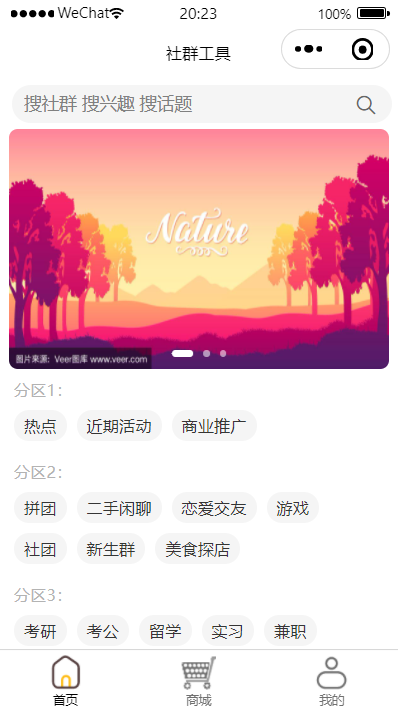 WeChat 20:23 100%
社群工具
搜社群 搜兴趣 搜话题
Nature
图片来源：Veer图库 www.veer.com
分区1：
热点 近期活动 商业推广
分区2：
拼团 二手闲聊 恋爱交友 游戏
社团 新生群 美食探店
分区3：
考研 考公 留学 实习 兼职
首页 商城 我的